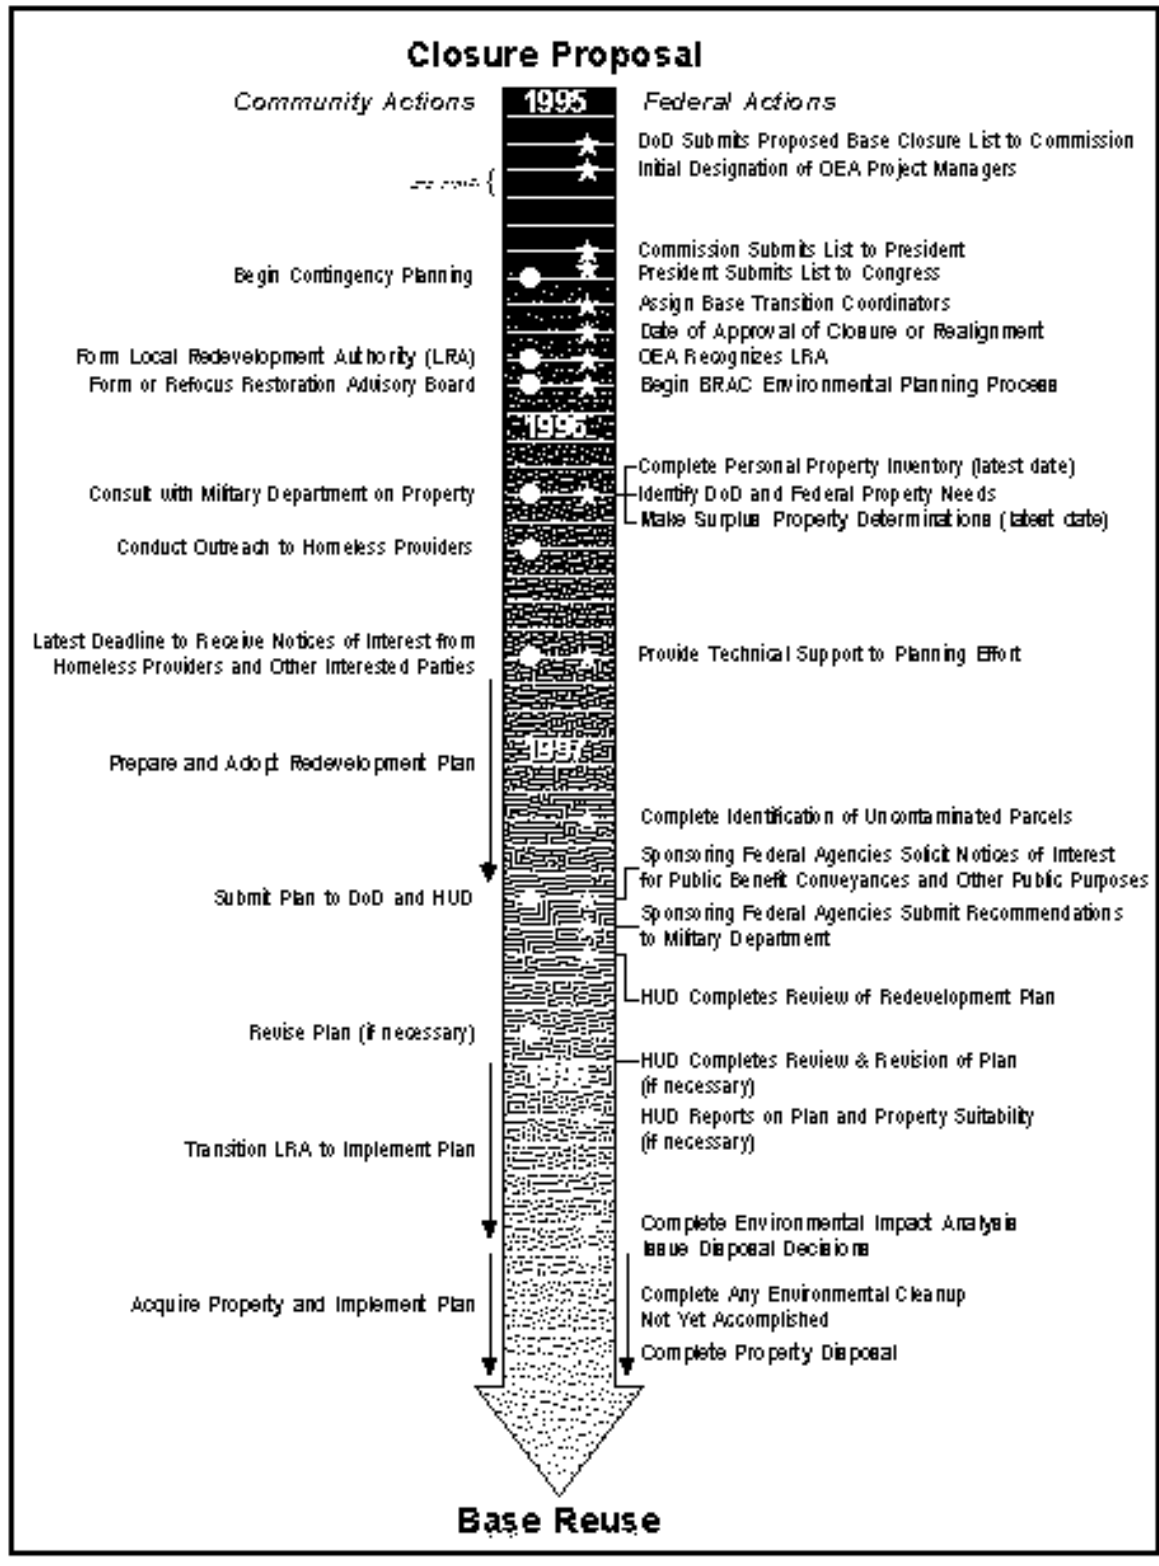 Closure Proposal
Community Actions
1995
Federal Actions
DoD Submits Proposed Base Closure List to Commission
Initial Designation of OEA Project Managers
Commission Submits List to President
Begin Contingency Planning
President Submits List to Congress
Assign Base Transition Coordinators
Date of Approval of Closure or Realignment
Form Local Redevelopment Authority (LRA)
OEA Recognizes LRA
Form or Refocus Restoration Advisory Board
Begin BRAC Environmental Planning Process
1996
Complete Personal Property Inventory (latest date)
Consult with Military Department on Property
Identify DoD and Federal Property Needs
Make Surplus Property Determinations (latest date)
Conduct Outreach to Homeless Providers
Latest Deadline to Receive Notices of Interest from
Homeless Providers and Other Interested Parties
Provide Technical Support to Planning Effort
1997
Prepare and Adopt Redevelopment Plan
Complete Identification of Uncontaminated Parcels
Sponsoring Federal Agencies Solicit Notices of Interest
for Public Benefit Conveyances and Other Public Purposes
Submit Plan to DoD and HUD
Sponsoring Federal Agencies Submit Recommendations
to Military Department
HUD Completes Review of Redevelopment Plan
Revise Plan (if necessary)
HUD Completes Review & Revision of Plan
(if necessary)
HUD Reports on Plan and Property Suitability
(if necessary)
Transition LRA to Implement Plan
Complete Environmental Impact Analysis
Issue Disposal Decisions
Acquire Property and Implement Plan
Complete Any Environmental Cleanup
Not Yet Accomplished
Complete Property Disposal
Base Reuse